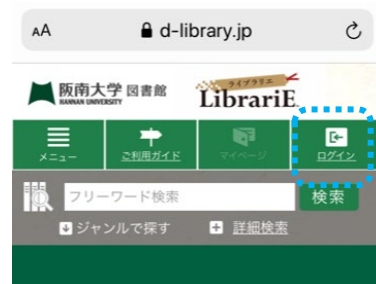 AA d-library.jp
ライブラリエ
阪南大学 図書館 LibrariE
HANNAN UNIVERSITY
メニュー ご利用ガイド マイページ ログイン
フリーワード検索 検索
ジャンルで探す 詳細検索